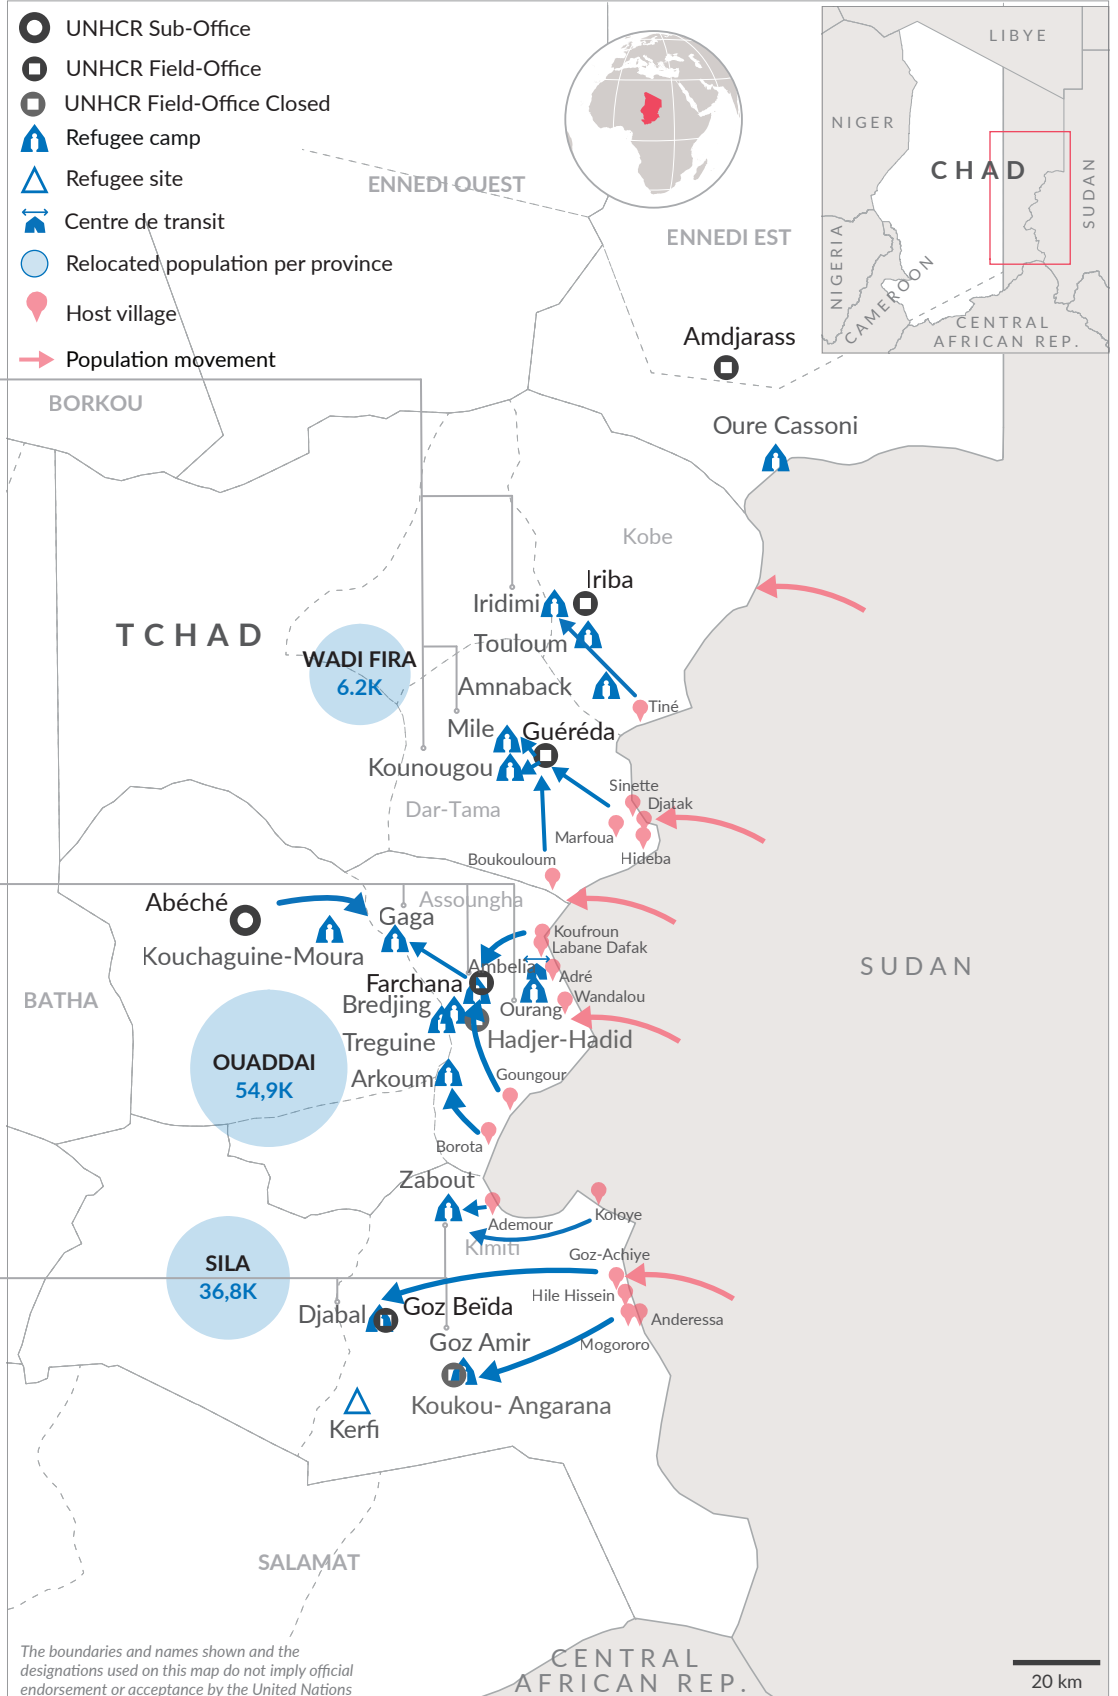 UNHCR Sub-Office
UNHCR Field-Office
UNHCR Field-Office Closed
Refugee camp
Refugee site
Centre de transit
Relocated population per province
Host village
Population movement
LIBYE
NIGER
CHAD
SUDAN
NIGERIA
CAMEROON
CENTRAL
AFRICAN REP.
ENNEDI OUEST
ENNEDI EST
BORKOU
Amdjarass
Oure Cassoni
Kobe
Iriba
Iridimi
TCHAD
Touloum
WADI FIRA
6.2K
Amnaback
Tiné
Mile
Guéréda
Kounougou
Sinette
Djatak
Dar-Tama
Marfoua
Hideba
Boukouloum
Abéché
Assoungha
Gaga
Koufroun
Labane Dafak
Kouchaguine-Moura
Ambelia
Adré
SUDAN
Farchana
Wandalou
BATHA
Bredjing
Ourang
Treguine
Hadjer-Hadid
OUADDAI
54,9K
Arkoum
Goungour
Borota
Zabout
Koloye
Ademour
Kimiti
Goz-Achiye
SILA
36,8K
Hile Hissein
Djabal
Goz Beïda
Anderessa
Goz Amir
Mogororo
Koukou- Angarana
Kerfi
SALAMAT
The boundaries and names shown and the
designations used on this map do not imply official
endorsement or acceptance by the United Nations
CENTRAL
AFRICAN REP.
20 km